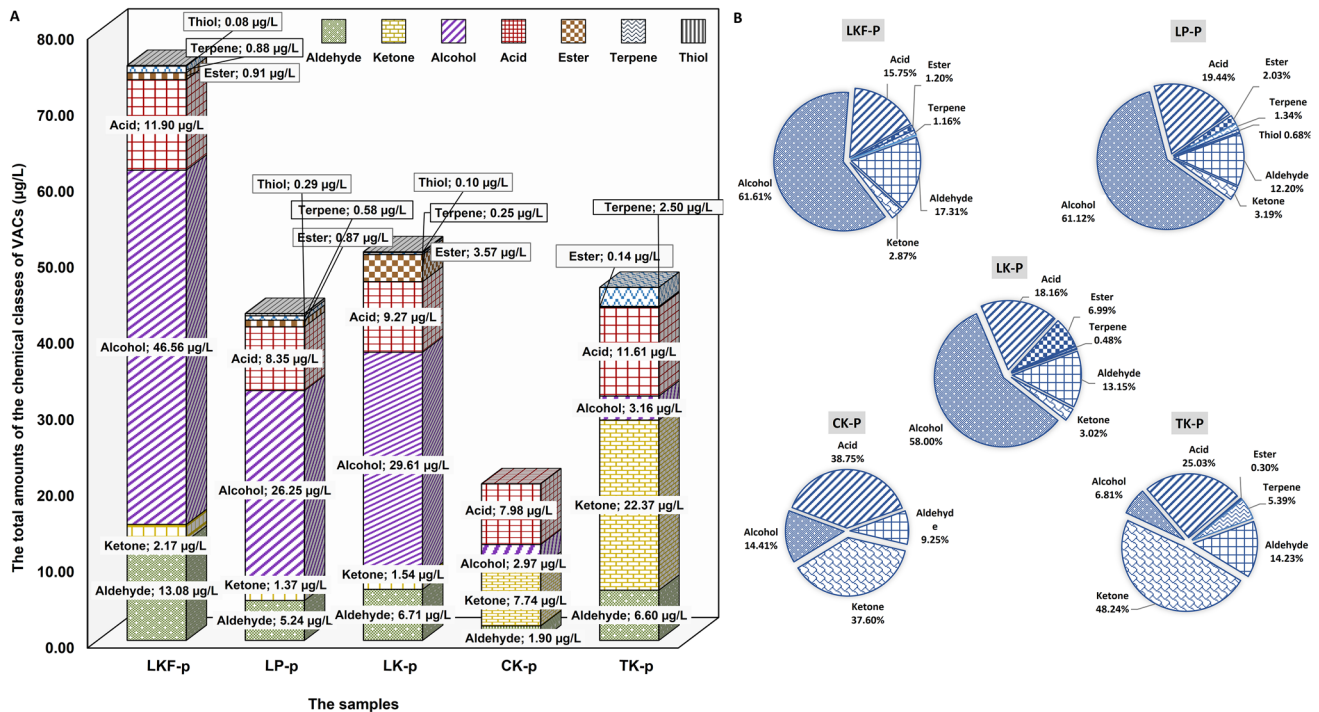 A
The total amounts of the chemical classes of VACs (µg/L)
80.00
70.00
60.00
50.00
40.00
30.00
20.00
10.00
0.00
Aldehyde
Ketone
Alcohol
Acid
Ester
Terpene
Thiol
Thiol; 0.08 µg/L
Terpene; 0.88 µg/L
Ester; 0.91 µg/L
Acid; 11.90 µg/L
Alcohol; 46.56 µg/L
Ketone; 2.17 µg/L
Aldehyde; 13.08 µg/L
Thiol; 0.29 µg/L
Terpene; 0.58 µg/L
Ester; 0.87 µg/L
Acid; 8.35 µg/L
Alcohol; 26.25 µg/L
Ketone; 1.37 µg/L
Aldehyde; 5.24 µg/L
Thiol; 0.10 µg/L
Terpene; 0.25 µg/L
Ester; 3.57 µg/L
Acid; 9.27 µg/L
Alcohol; 29.61 µg/L
Ketone; 1.54 µg/L
Aldehyde; 6.71 µg/L
Acid; 7.98 µg/L
Alcohol; 2.97 µg/L
Ketone; 7.74 µg/L
Aldehyde; 1.90 µg/L
Terpene; 2.50 µg/L
Ester; 0.14 µg/L
Acid; 11.61 µg/L
Alcohol; 3.16 µg/L
Ketone; 22.37 µg/L
Aldehyde; 6.60 µg/L
LKF-p
LP-p
LK-p
CK-p
TK-p
The samples
B
LKF-P
Acid
15.75%
Ester
1.20%
Terpene
1.16%
Aldehyde
17.31%
Ketone
2.87%
Alcohol
61.61%
LP-P
Acid
19.44%
Ester
2.03%
Terpene
1.34%
Thiol 0.68%
Aldehyde
12.20%
Ketone
3.19%
Alcohol
61.12%
LK-P
Acid
18.16%
Ester
6.99%
Terpene
0.48%
Aldehyde
13.15%
Ketone
3.02%
Alcohol
58.00%
CK-P
Acid
38.75%
Aldehyd
e
9.25%
Ketone
37.60%
Alcohol
14.41%
TK-P
Acid
25.03%
Ester
0.30%
Terpene
5.39%
Aldehyde
14.23%
Ketone
48.24%
Alcohol
6.81%